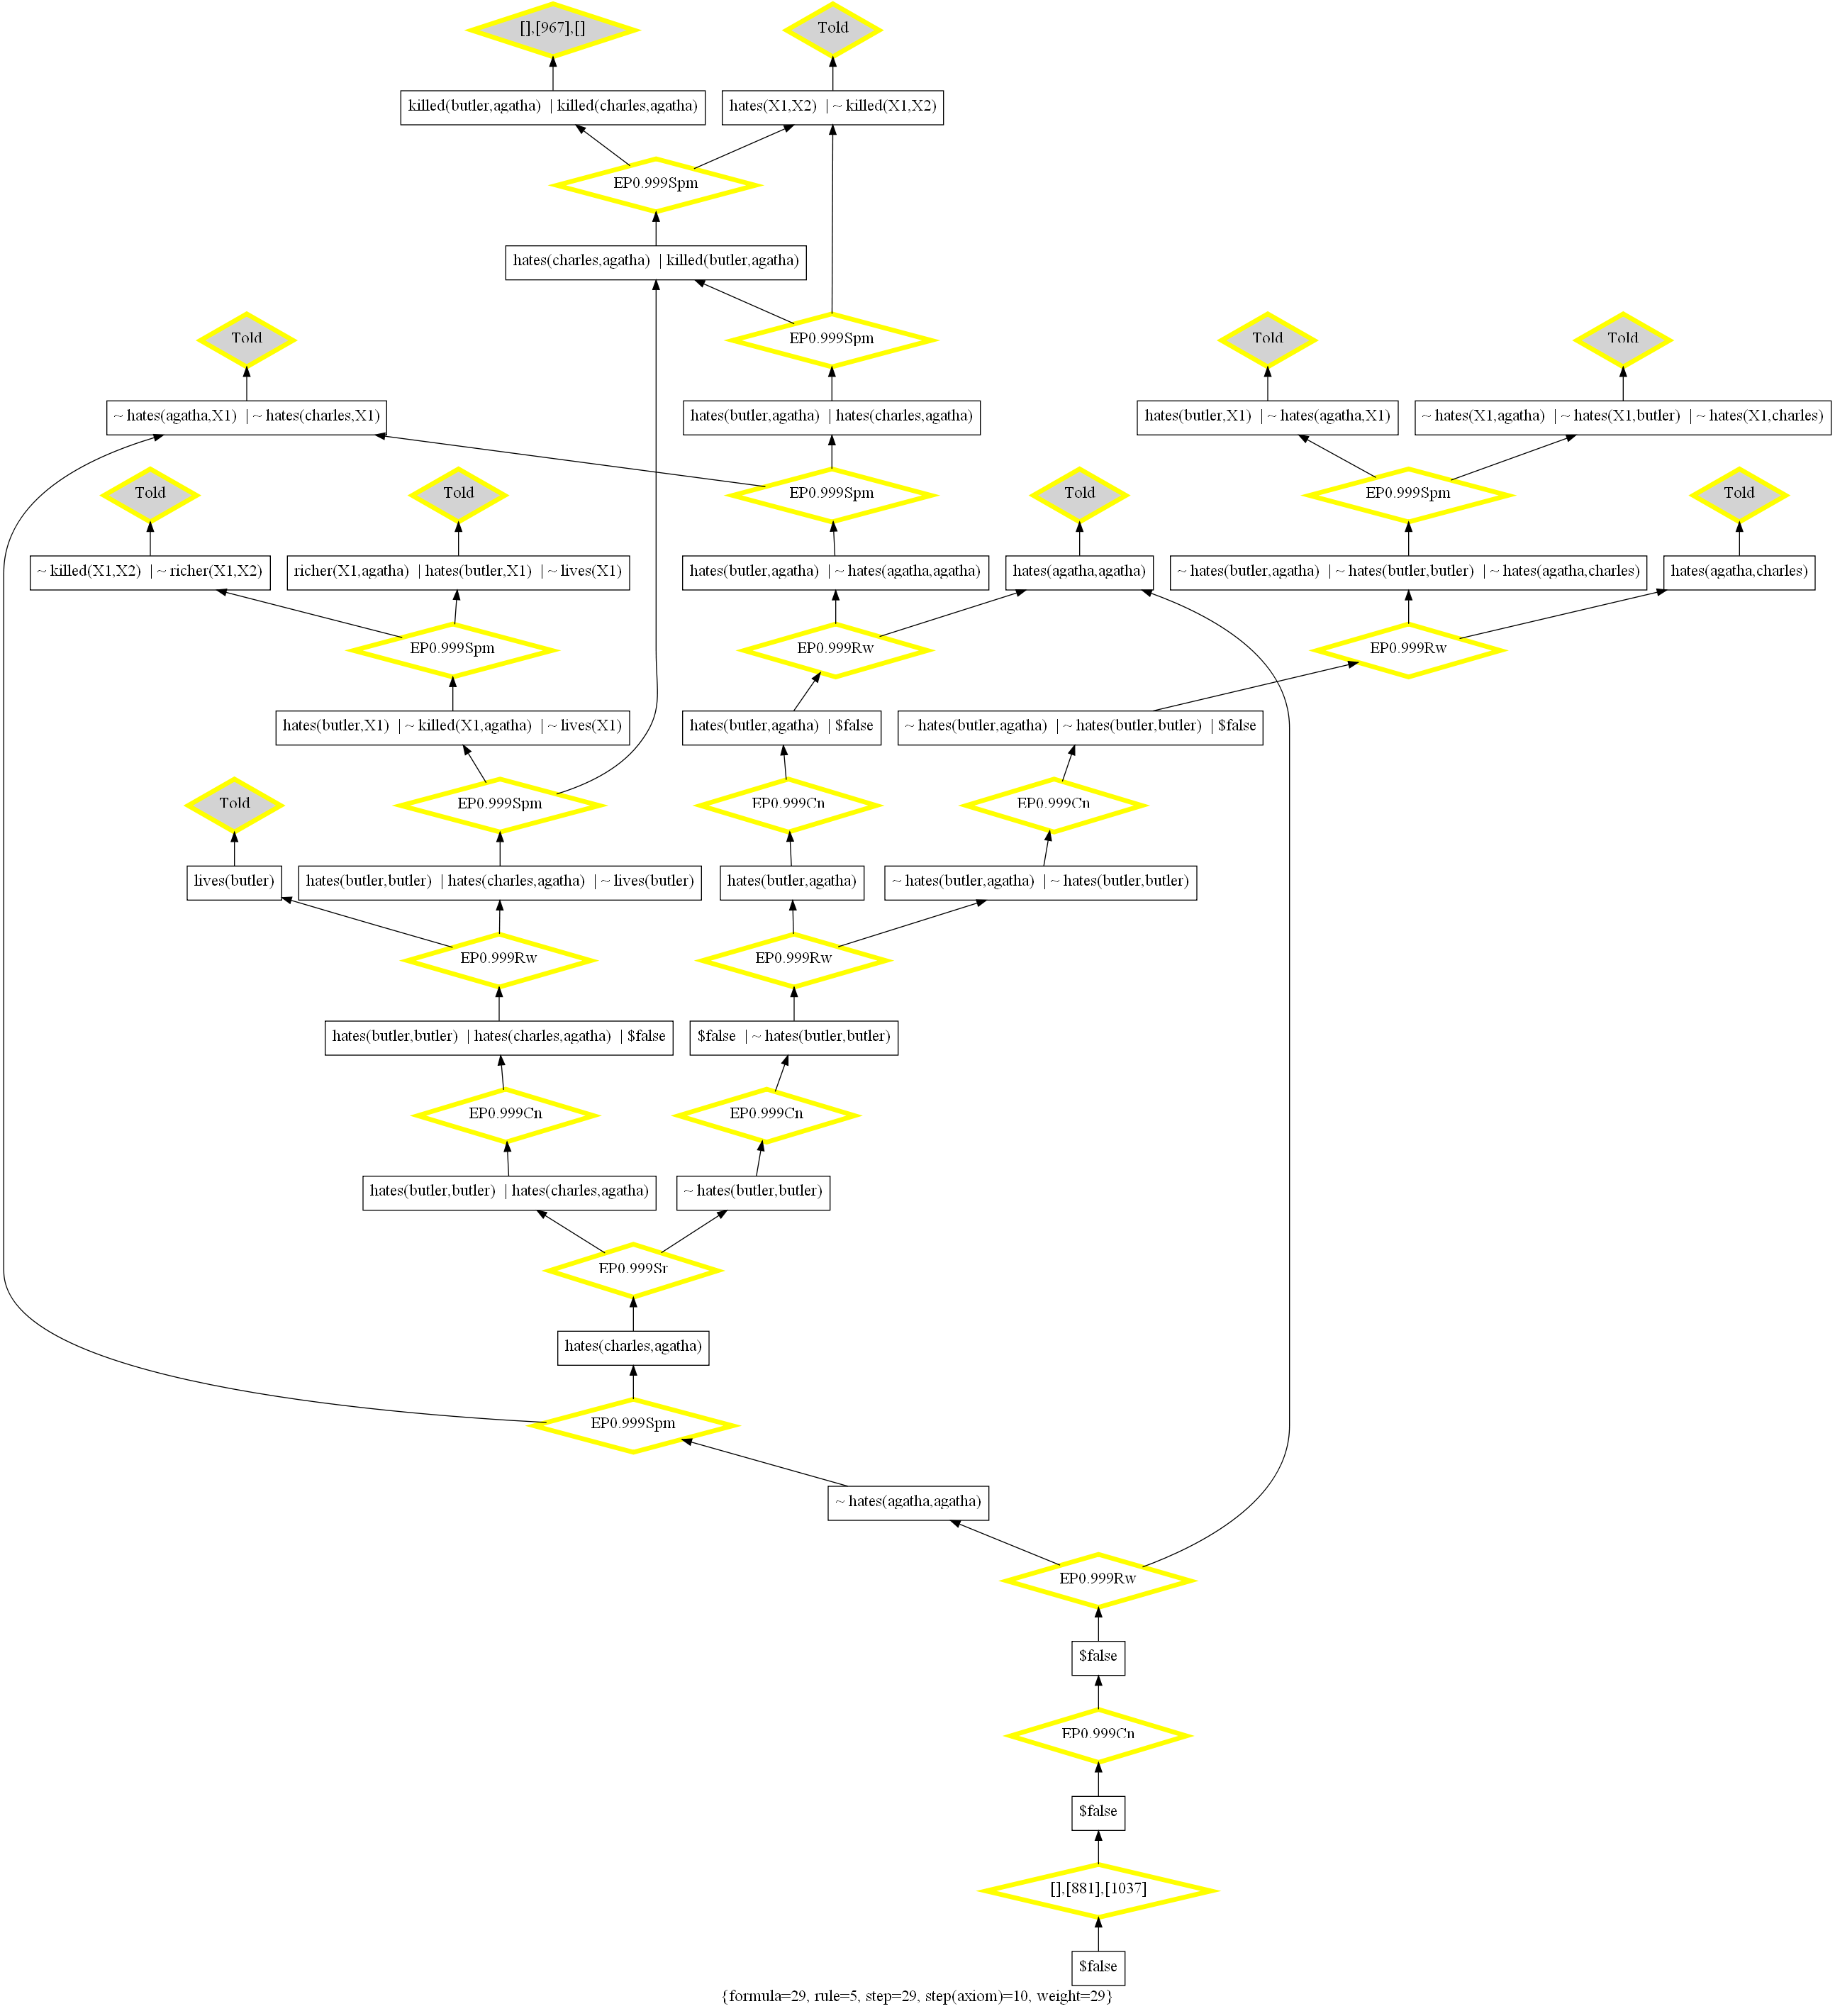 [],[967],[]
Told
killed(butler,agatha) | killed(charles,agatha)
hates(X1,X2) | ~ killed(X1,X2)
EP0.999Spm
hates(charles,agatha) | killed(butler,agatha)
Told
EP0.999Spm
Told
Told
~ hates(agatha,X1) | ~ hates(charles,X1)
hates(butler,agatha) | hates(charles,agatha)
hates(butler,X1) | ~ hates(agatha,X1)
~ hates(X1,agatha) | ~ hates(X1,butler) | ~ hates(X1,charles)
Told
Told
EP0.999Spm
Told
EP0.999Spm
Told
~ killed(X1,X2) | ~ richer(X1,X2)
richer(X1,agatha) | hates(butler,X1) | ~ lives(X1)
hates(butler,agatha) | ~ hates(agatha,agatha)
hates(agatha,agatha)
~ hates(butler,agatha) | ~ hates(butler,butler) | ~ hates(agatha,charles)
hates(agatha,charles)
EP0.999Spm
EP0.999Rw
EP0.999Rw
hates(butler,X1) | ~ killed(X1,agatha) | ~ lives(X1)
hates(butler,agatha) | $false
~ hates(butler,agatha) | ~ hates(butler,butler) | $false
Told
EP0.999Spm
EP0.999Cn
EP0.999Cn
lives(butler)
hates(butler,butler) | hates(charles,agatha) | ~ lives(butler)
hates(butler,agatha)
~ hates(butler,agatha) | ~ hates(butler,butler)
EP0.999Rw
EP0.999Rw
hates(butler,butler) | hates(charles,agatha) | $false
$false | ~ hates(butler,butler)
EP0.999Cn
EP0.999Cn
hates(butler,butler) | hates(charles,agatha)
~ hates(butler,butler)
EP0.999Sr
hates(charles,agatha)
EP0.999Spm
~ hates(agatha,agatha)
EP0.999Rw
$false
EP0.999Cn
$false
[],[881],[1037]
$false
{formula=29, rule=5, step=29, step(axiom)=10, weight=29}